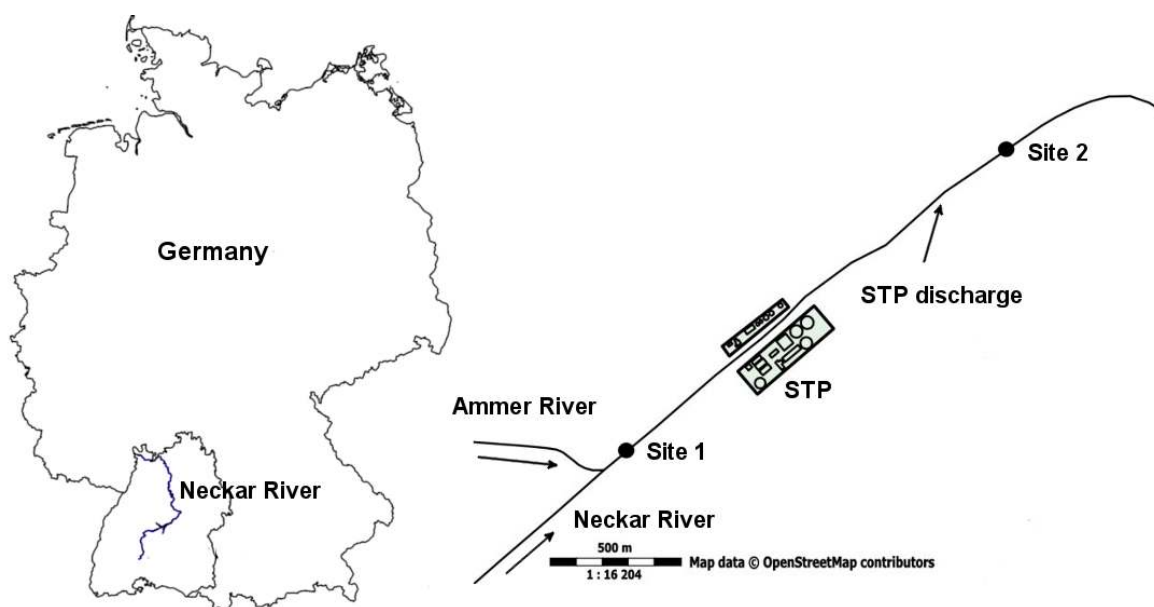 Germany
Neckar River
Site 2
STP discharge
STP
Ammer River
Site 1
Neckar River
500 m
1 : 16 204
Map data © OpenStreetMap contributors